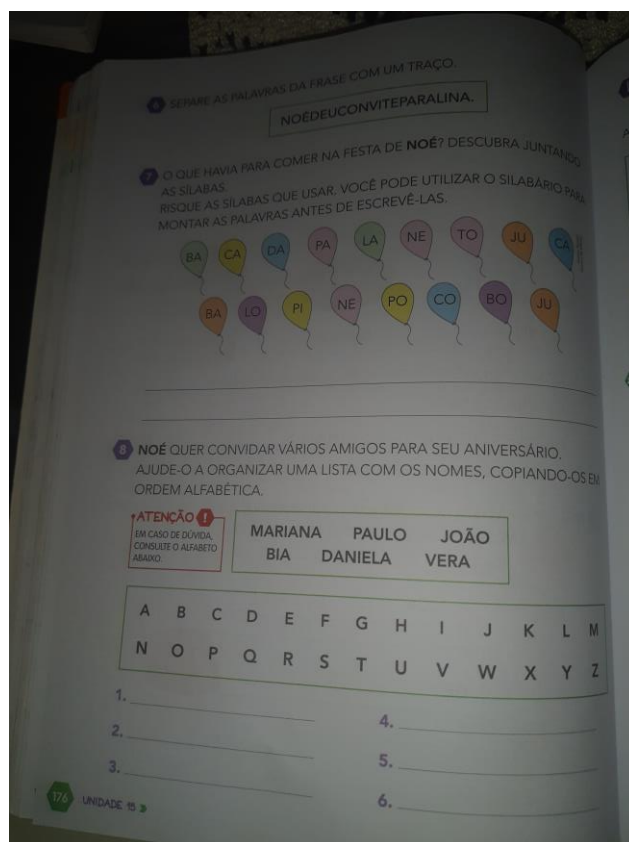 6 SEPARE AS PALAVRAS DA FRASE COM UM TRAÇO.
NOÉDEUCONVITEPARALINA.
7 O QUE HAVIA PARA COMER NA FESTA DE NOÉ? DESCUBRA JUNTANDO
AS SÍLABAS.
RISQUE AS SÍLABAS QUE USAR. VOCÊ PODE UTILIZAR O SILABÁRIO PARA
MONTAR AS PALAVRAS ANTES DE ESCREVÊ-LAS.
BA CA DA PA LA NE TO JU CA
BA LO PI NE PO CO BO JU
8 NOÉ QUER CONVIDAR VÁRIOS AMIGOS PARA SEU ANIVERSÁRIO.
AJUDE-O A ORGANIZAR UMA LISTA COM OS NOMES, COPIANDO-OS EM
ORDEM ALFABÉTICA.
ATENÇÃO !
EM CASO DE DÚVIDA,
CONSULTE O ALFABETO
ABAIXO.
MARIANA PAULO JOÃO
BIA DANIELA VERA
A B C D E F G H I J K L M
N O P Q R S T U V W X Y Z
1.
2.
3.
4.
5.
6.
176 UNIDADE 15